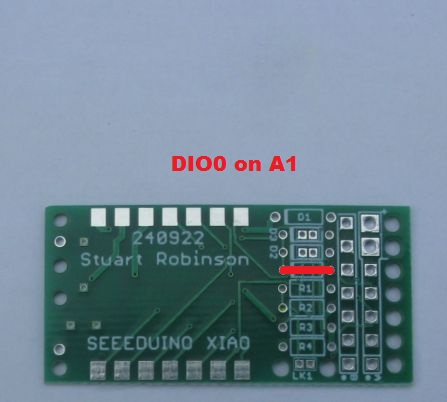 DIO0 on A1
D1
D3
240922
D2
Stuart Robinson
R1
R2
R3
SEEEDUINO XIAO
R4
LK1